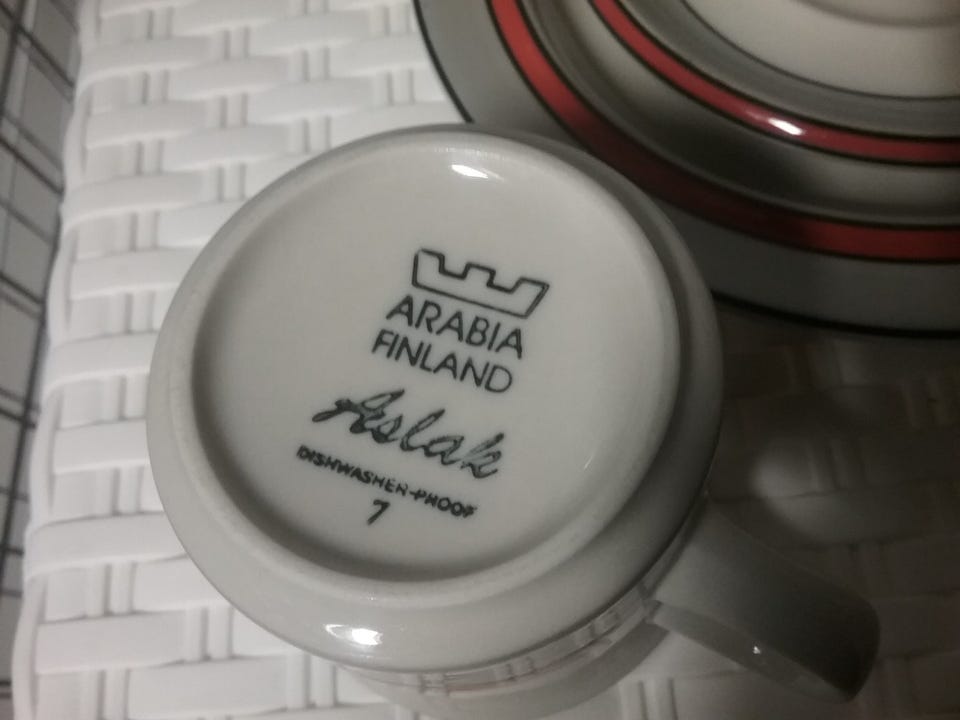 ARABIA
FINLAND
Aslak
DISHWASHER-PROOF
7